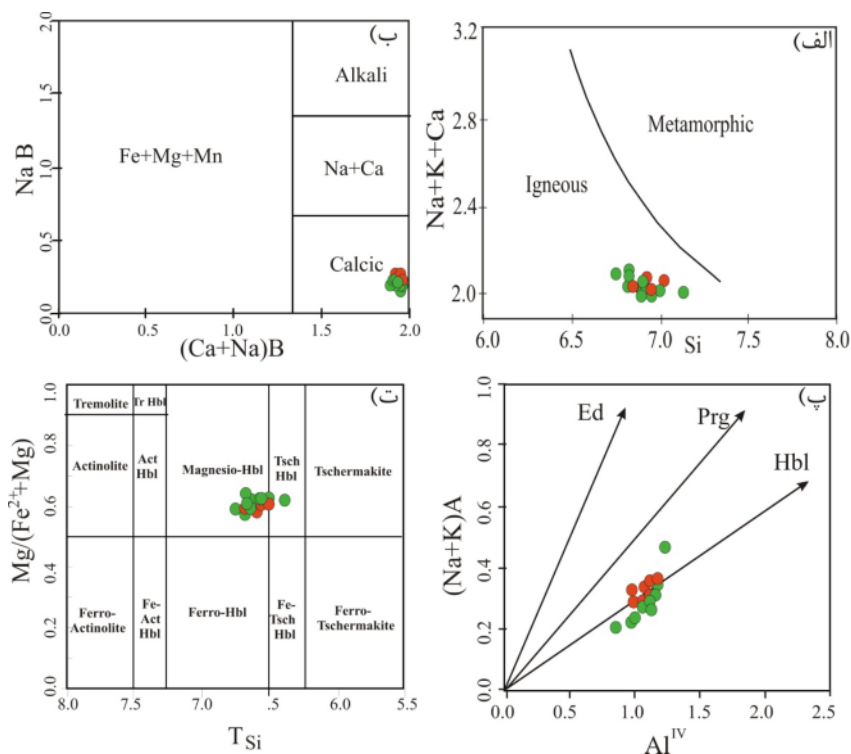 الف)
3.2
2.8
2.4
2.0
Na+K+Ca
Metamorphic
Igneous
6.0 6.5 7.0 7.5 8.0
Si
ب)
2.0
1.5
1.0
0.5
0.0
Na B
Alkali
Fe+Mg+Mn
Na+Ca
Calcic
0.0 0.5 1.0 1.5 2.0
(Ca+Na)B
پ)
1.0
0.8
0.6
0.4
0.2
0.0
(Na+K)A
Ed
Prg
Hbl
0.0 0.5 1.0 1.5 2.0 2.5
Al^IV
ت)
1.0
0.8
0.6
0.4
0.2
0.0
Mg/(Fe²⁺+Mg)
Tremolite Tr Hbl
Actinolite
Act
Hbl
Magnesio-Hbl
Tsch
Hbl
Tschermakite
Ferro-
Actinolite
Fe-
Act
Hbl
Ferro-Hbl
Fe-
Tsch
Hbl
Ferro-
Tschermakite
8.0 7.5 7.0 6.5 6.0 5.5
T_Si